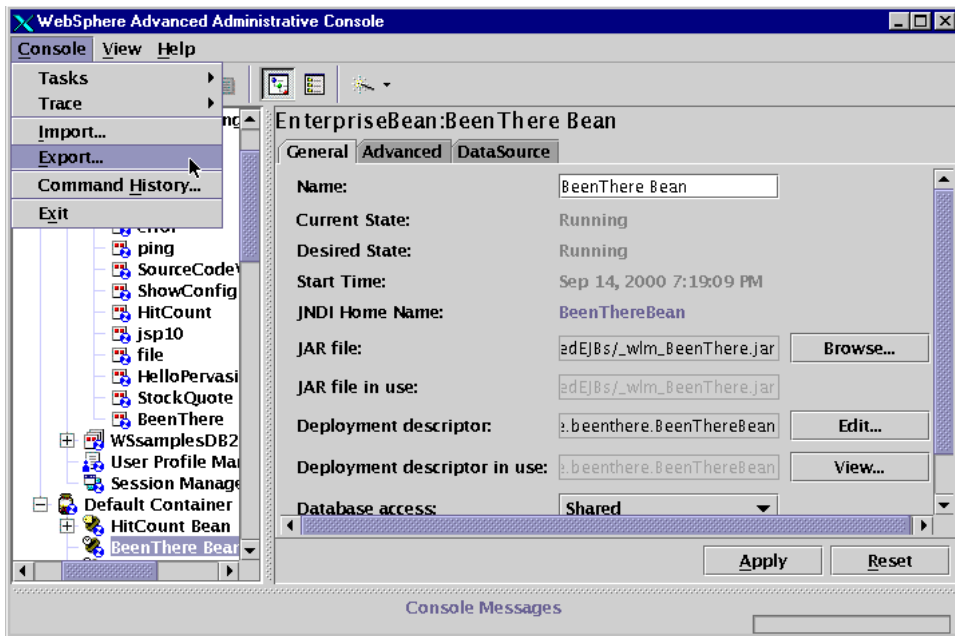 WebSphere Advanced Administrative Console
Console View Help
Tasks
Trace
Import...
Export...
Command History...
Exit
ng
error
ping
SourceCodeV
ShowConfig
HitCount
jsp10
file
HelloPervasi
StockQuote
BeenThere
WSsamplesDB2
User Profile Mar
Session Manage
Default Container
HitCount Bean
BeenThere Bear
EnterpriseBean:BeenThere Bean
General Advanced DataSource
Name: BeenThere Bean
Current State: Running
Desired State: Running
Start Time: Sep 14, 2000 7:19:09 PM
JNDI Home Name: BeenThereBean
JAR file: edEJBs/_wlm_BeenThere.jar Browse...
JAR file in use: edEJBs/_wlm_BeenThere.jar
Deployment descriptor: e.beenthere.BeenThereBean Edit...
Deployment descriptor in use: e.beenthere.BeenThereBean View...
Database access: Shared
Apply Reset
Console Messages